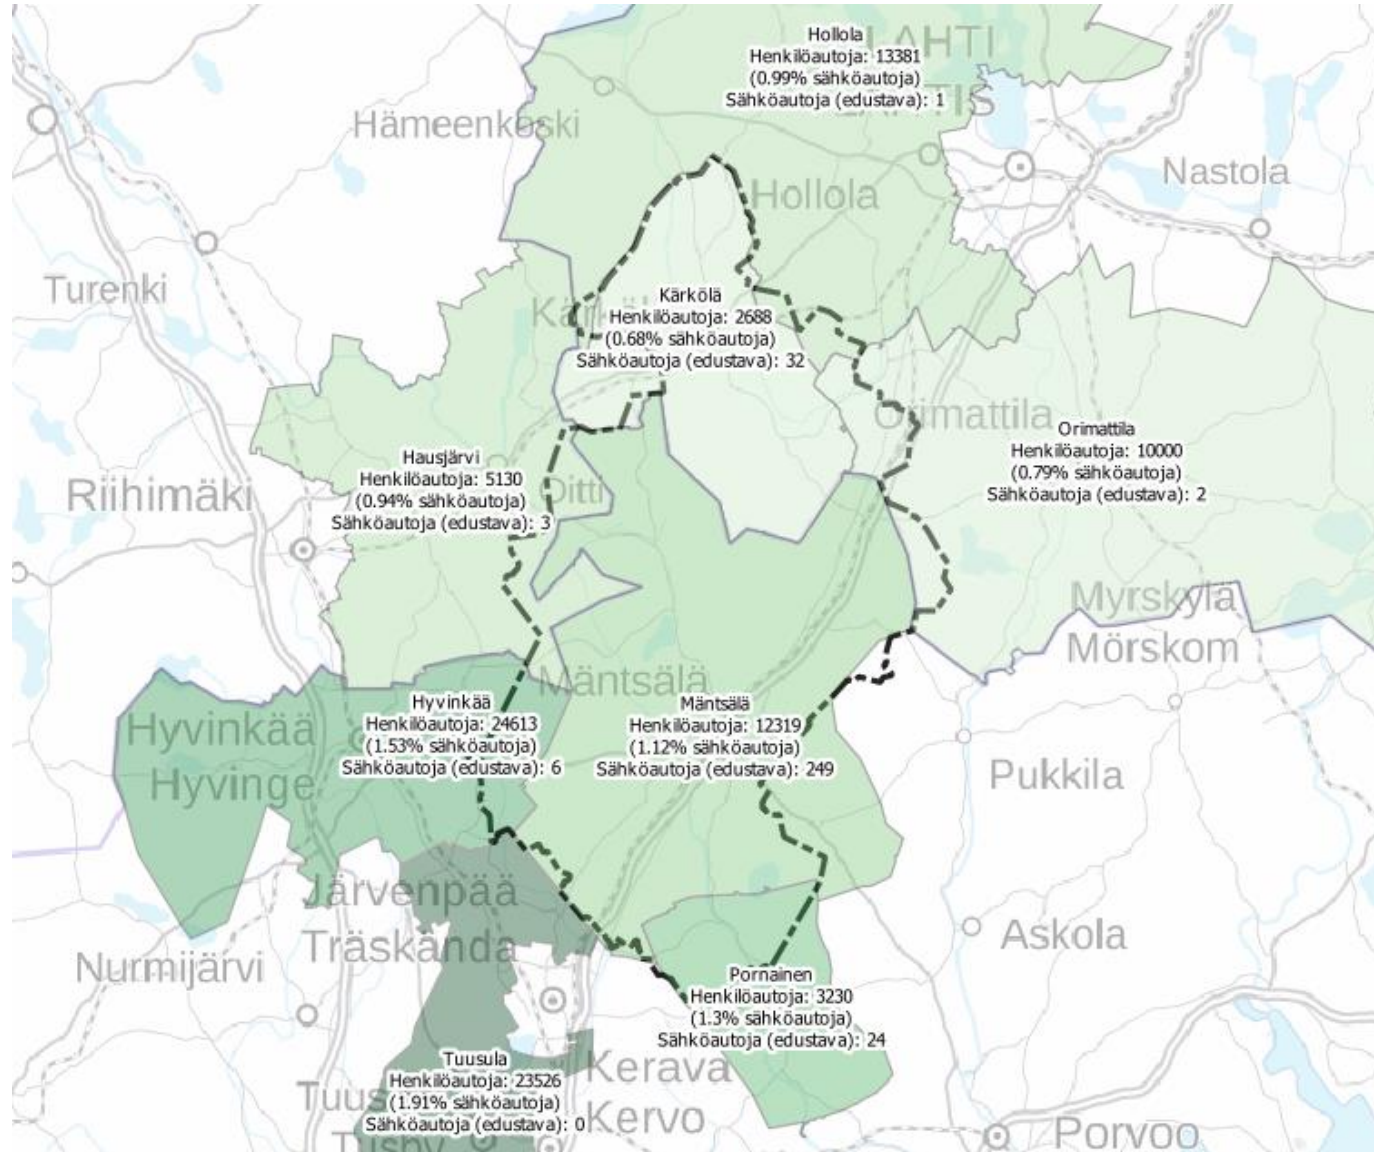 Hollola
Henkilöautoja: 13381
(0.99% sähköautoja)
Sähköautoja (edustava): 1
LAHTI
LAHTIS
Hämeenkoski
Nastola
Hollola
Turenki
Kärkölä
Kärkölä
Henkilöautoja: 2688
(0.68% sähköautoja)
Sähköautoja (edustava): 32
Orimattila
Orimattila
Henkilöautoja: 10000
(0.79% sähköautoja)
Sähköautoja (edustava): 2
Hausjärvi
Henkilöautoja: 5130
(0.94% sähköautoja)
Sähköautoja (edustava): 3
Riihimäki
Oitti
Myrskylä
Mörskom
Mäntsälä
Hyvinkää
Hyvinge
Hyvinkää
Henkilöautoja: 24613
(1.53% sähköautoja)
Sähköautoja (edustava): 6
Mäntsälä
Henkilöautoja: 12319
(1.12% sähköautoja)
Sähköautoja (edustava): 249
Pukkila
Järvenpää
Träskända
Askola
Nurmijärvi
Pornainen
Henkilöautoja: 3230
(1.3% sähköautoja)
Sähköautoja (edustava): 24
Tuusula
Henkilöautoja: 23526
(1.91% sähköautoja)
Sähköautoja (edustava): 0
Kerava
Kervo
Porvoo